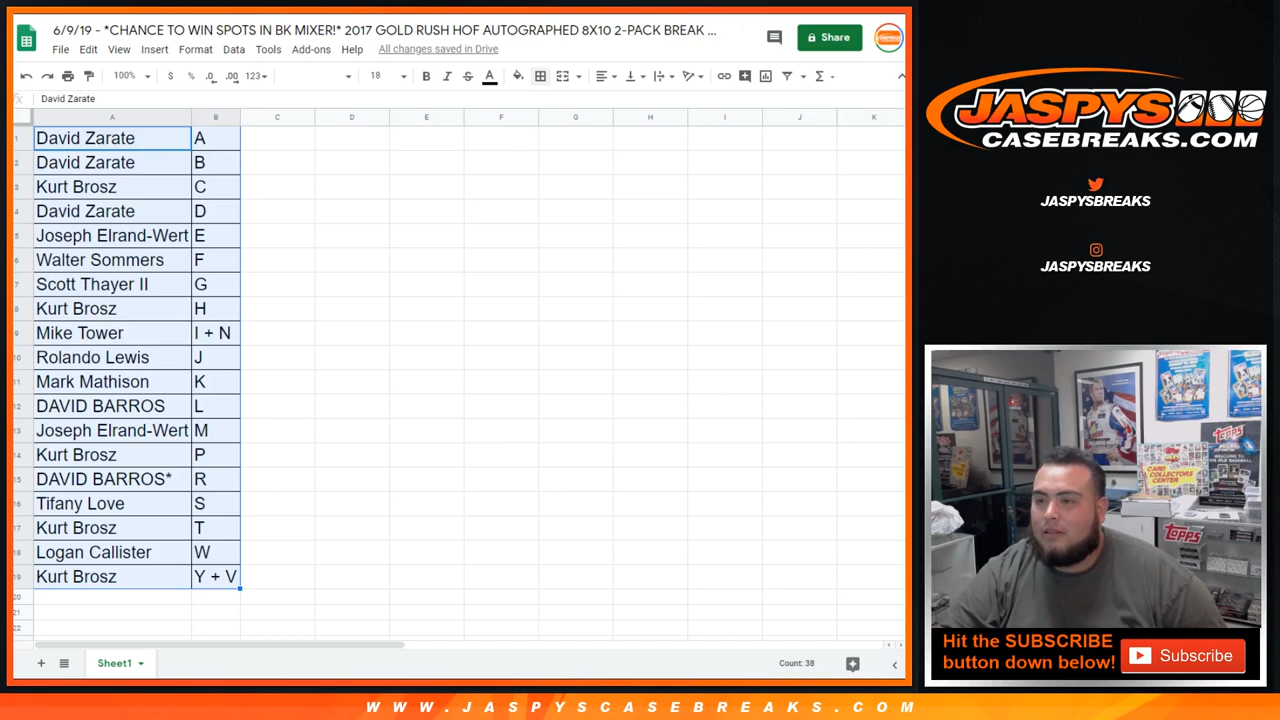 6/9/19 - *CHANCE TO WIN SPOTS IN BK MIXER!* 2017 GOLD RUSH HOF AUTOGRAPHED 8X10 2-PACK BREAK ...
File Edit View Insert Format Data Tools Add-ons Help All changes saved in Drive
Share
100% $ % .0 .00 123 18 B I S A
fx David Zarate
A B C D E F G H I J K
1 David Zarate A
2 David Zarate B
3 Kurt Brosz C
4 David Zarate D
5 Joseph Elrand-Wert E
6 Walter Sommers F
7 Scott Thayer II G
8 Kurt Brosz H
9 Mike Tower I + N
10 Rolando Lewis J
11 Mark Mathison K
12 DAVID BARROS L
13 Joseph Elrand-Wert M
14 Kurt Brosz P
15 DAVID BARROS* R
16 Tifany Love S
17 Kurt Brosz T
18 Logan Callister W
19 Kurt Brosz Y + V
20
21
22
Sheet1
Count: 38
JASPYS
CASEBREAKS.COM
JASPYSBREAKS
JASPYSBREAKS
topps
CARD
COLLECTORS
CENTER
topps
Hit the SUBSCRIBE
button down below!
Subscribe
WWW.JASPYSCASEBREAKS.COM